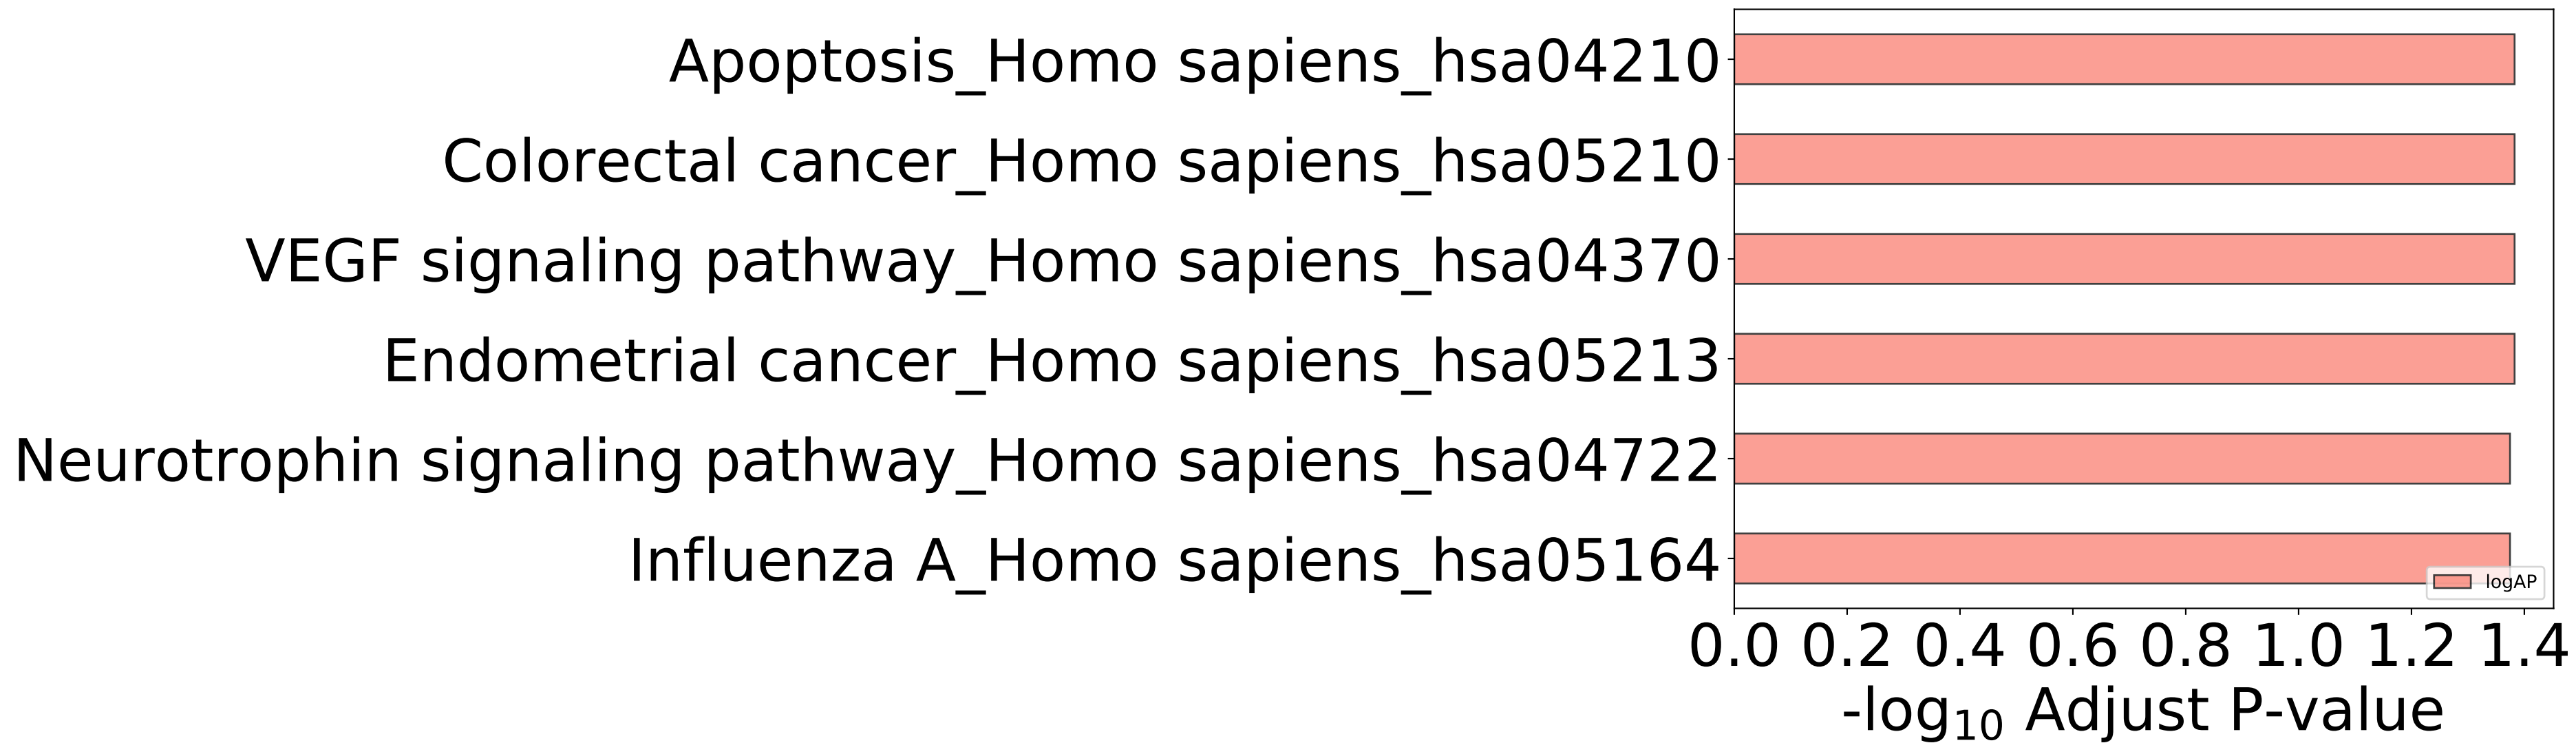 Apoptosis_Homo sapiens_hsa04210
Colorectal cancer_Homo sapiens_hsa05210
VEGF signaling pathway_Homo sapiens_hsa04370
Endometrial cancer_Homo sapiens_hsa05213
Neurotrophin signaling pathway_Homo sapiens_hsa04722
Influenza A_Homo sapiens_hsa05164
logAP
0.0 0.2 0.4 0.6 0.8 1.0 1.2 1.4
-log₁₀ Adjust P-value